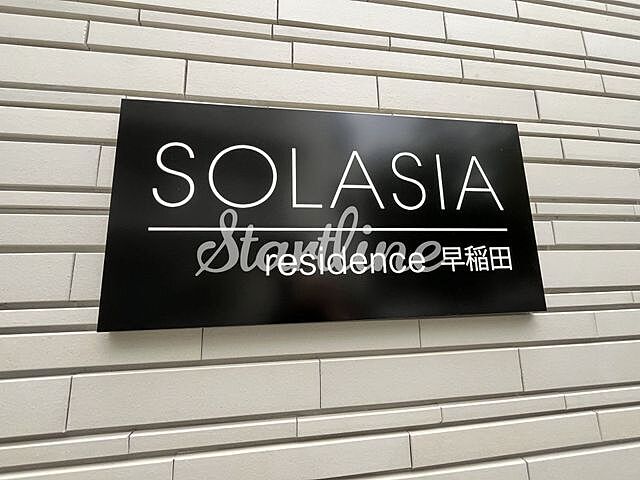 SOLASIA
Startline
residence 早稲田